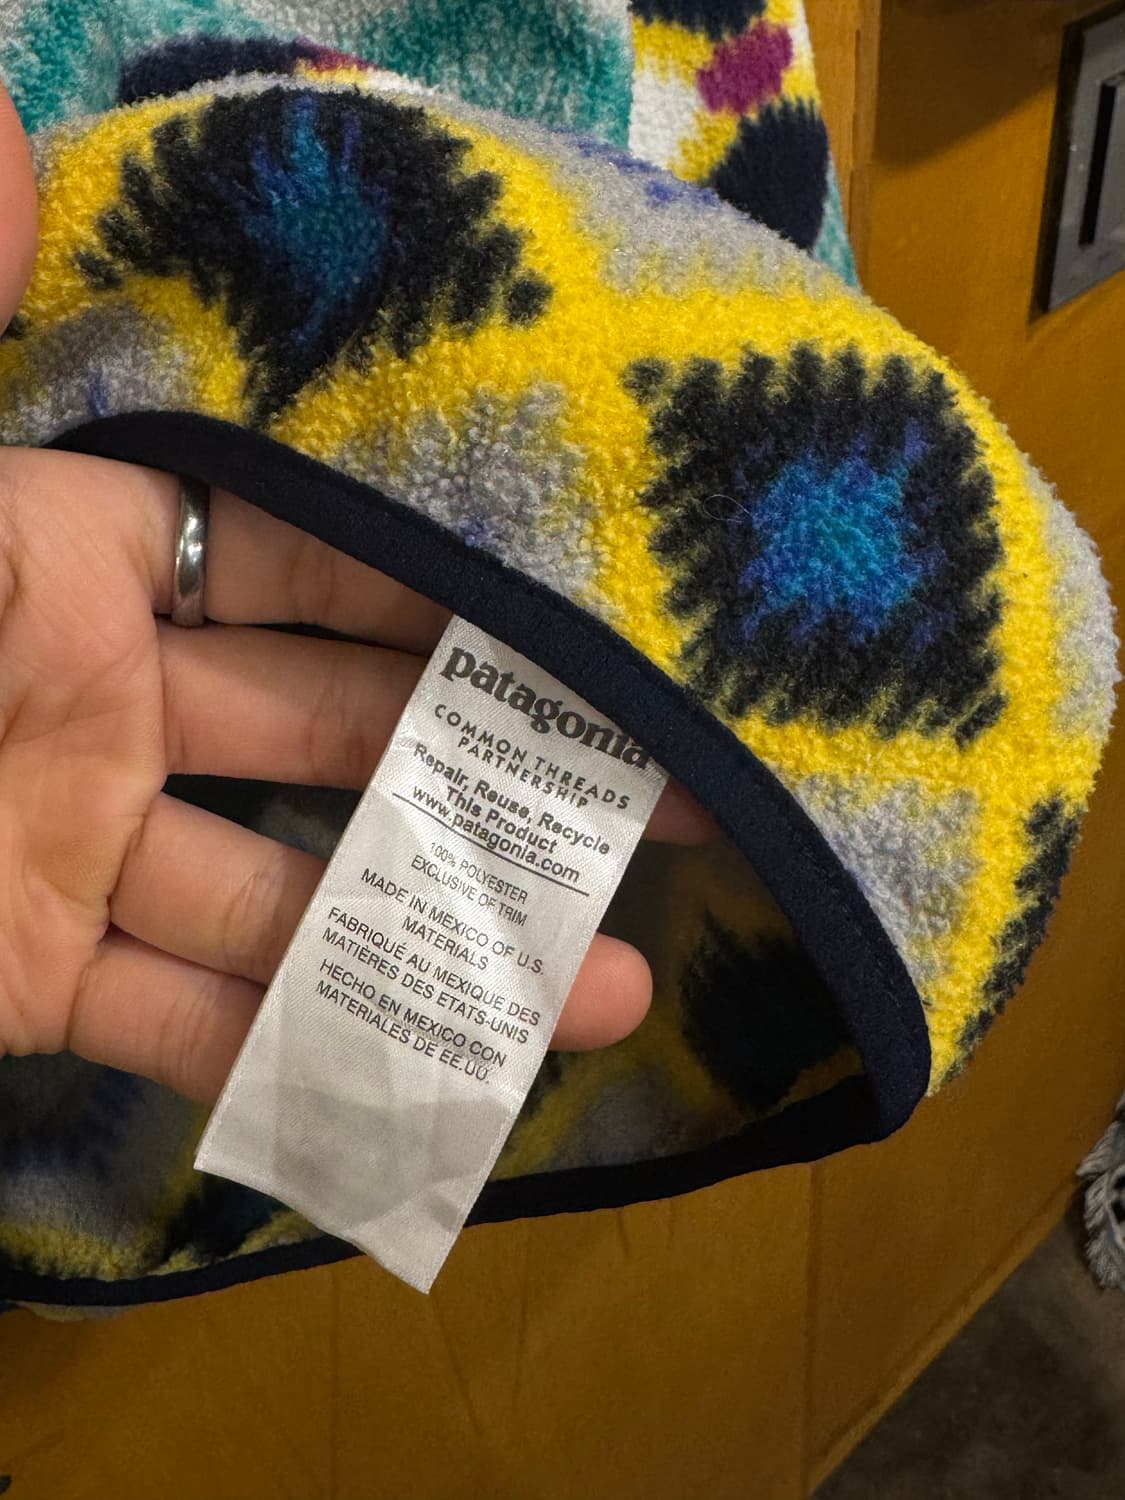 patagonia
COMMON THREADS
PARTNERSHIP
Repair, Reuse, Recycle
This Product
www.patagonia.com
100% POLYESTER
EXCLUSIVE OF TRIM
MADE IN MEXICO OF U.S.
MATERIALS
FABRIQUÉ AU MEXIQUE DES
MATIÈRES DES ETATS-UNIS
HECHO EN MEXICO CON
MATERIALES DE EE.UU.